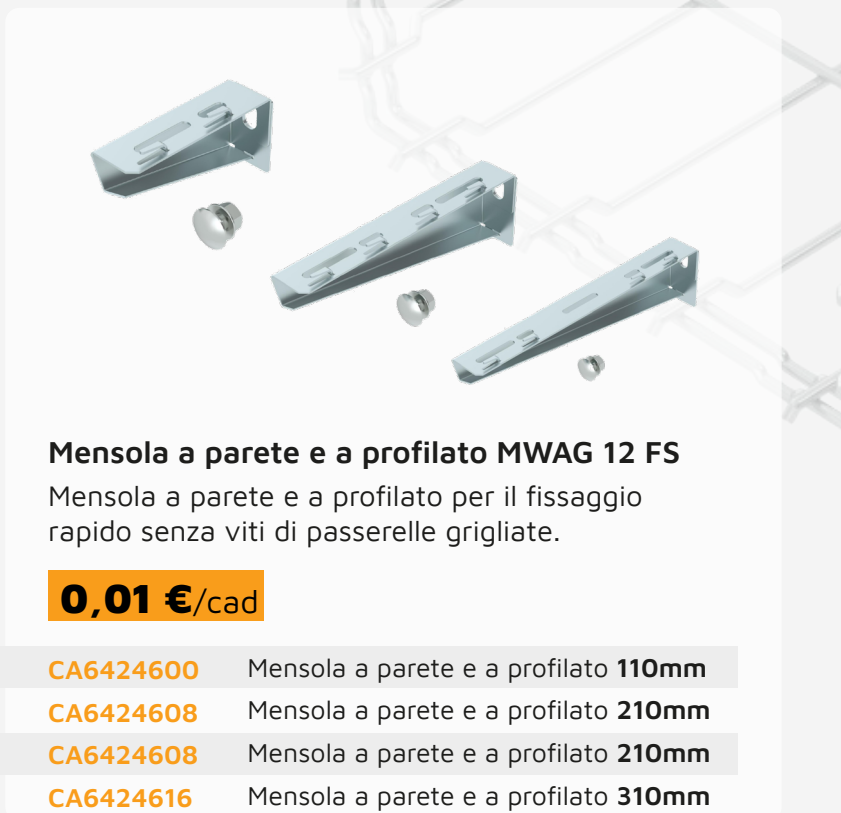 Mensola a parete e a profilato MWAG 12 FS
Mensola a parete e a profilato per il fissaggio
rapido senza viti di passerelle grigliate.
0,01 €/cad
CA6424600 Mensola a parete e a profilato 110mm
CA6424608 Mensola a parete e a profilato 210mm
CA6424608 Mensola a parete e a profilato 210mm
CA6424616 Mensola a parete e a profilato 310mm